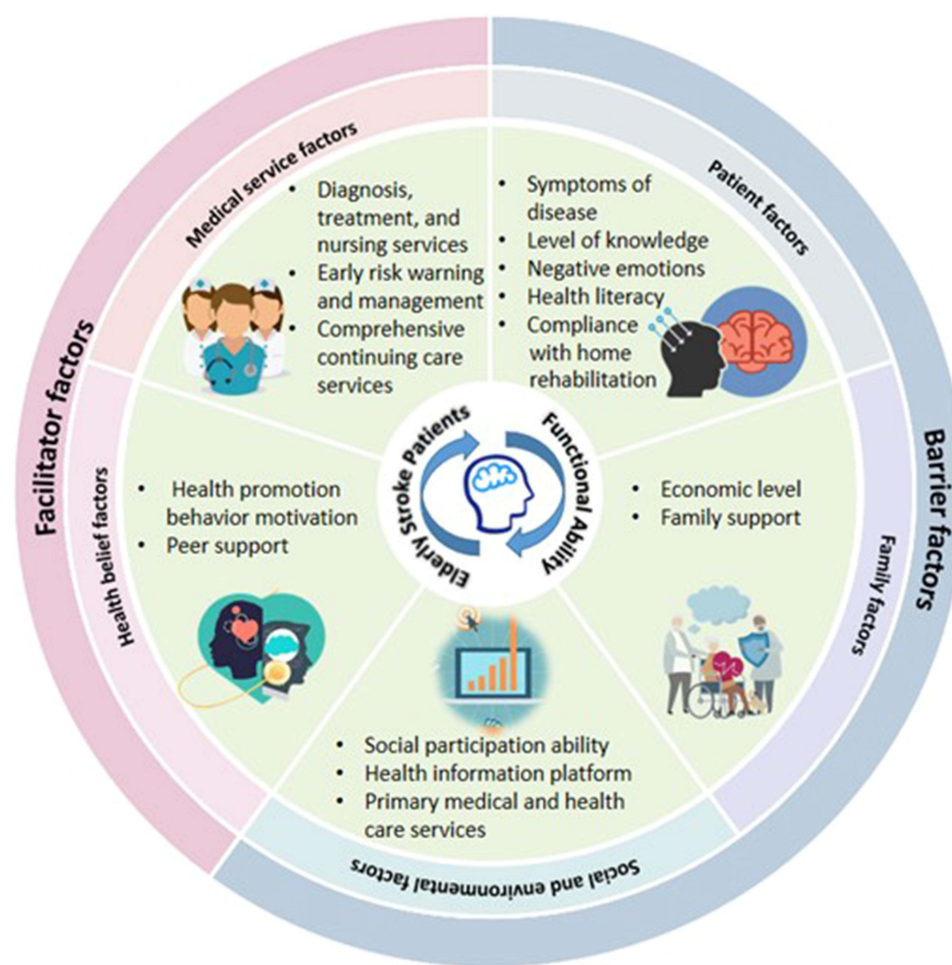 Facilitator factors
Medical service factors
• Diagnosis,
treatment, and
nursing services
• Early risk warning
and management
• Comprehensive
continuing care
services
Barrier factors
Patient factors
• Symptoms of
disease
• Level of knowledge
• Negative emotions
• Health literacy
• Compliance
with home
rehabilitation
Health belief factors
• Health promotion
behavior motivation
• Peer support
Elderly Stroke Patients
Functional Ability
Family factors
• Economic level
• Family support
• Social participation ability
• Health information platform
• Primary medical and health
care services
Social and environmental factors